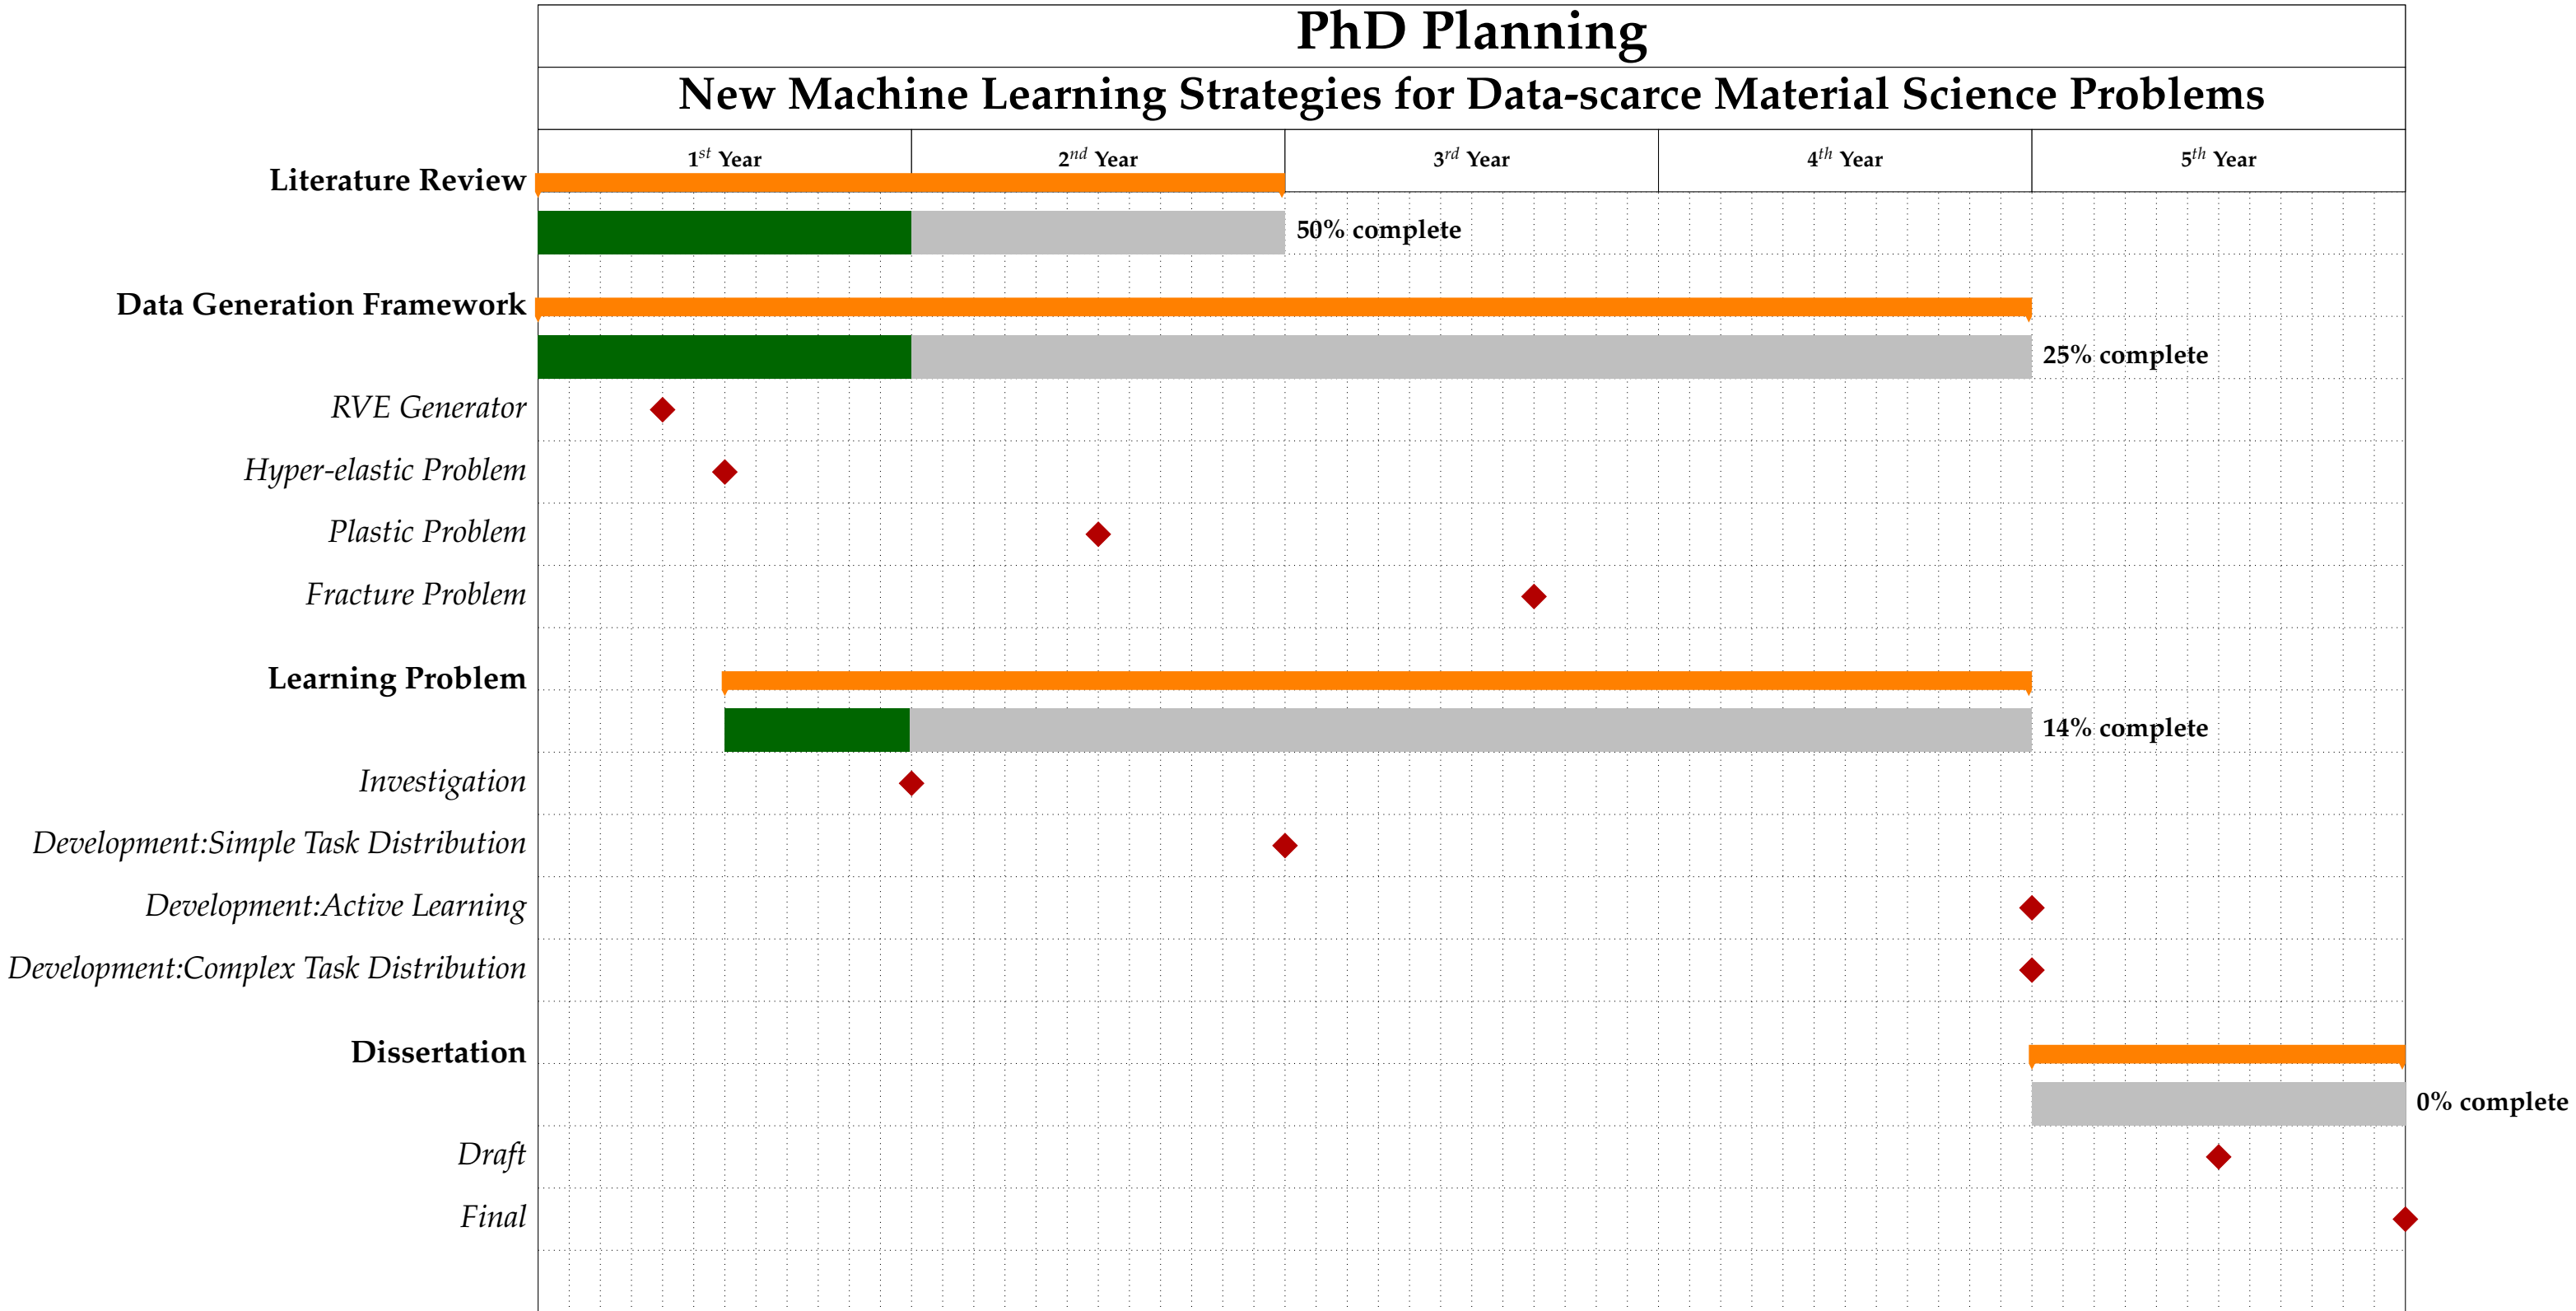 PhD Planning
New Machine Learning Strategies for Data-scarce Material Science Problems
1st Year 2nd Year 3rd Year 4th Year 5th Year
Literature Review
50% complete
Data Generation Framework
25% complete
RVE Generator
Hyper-elastic Problem
Plastic Problem
Fracture Problem
Learning Problem
14% complete
Investigation
Development:Simple Task Distribution
Development:Active Learning
Development:Complex Task Distribution
Dissertation
0% complete
Draft
Final